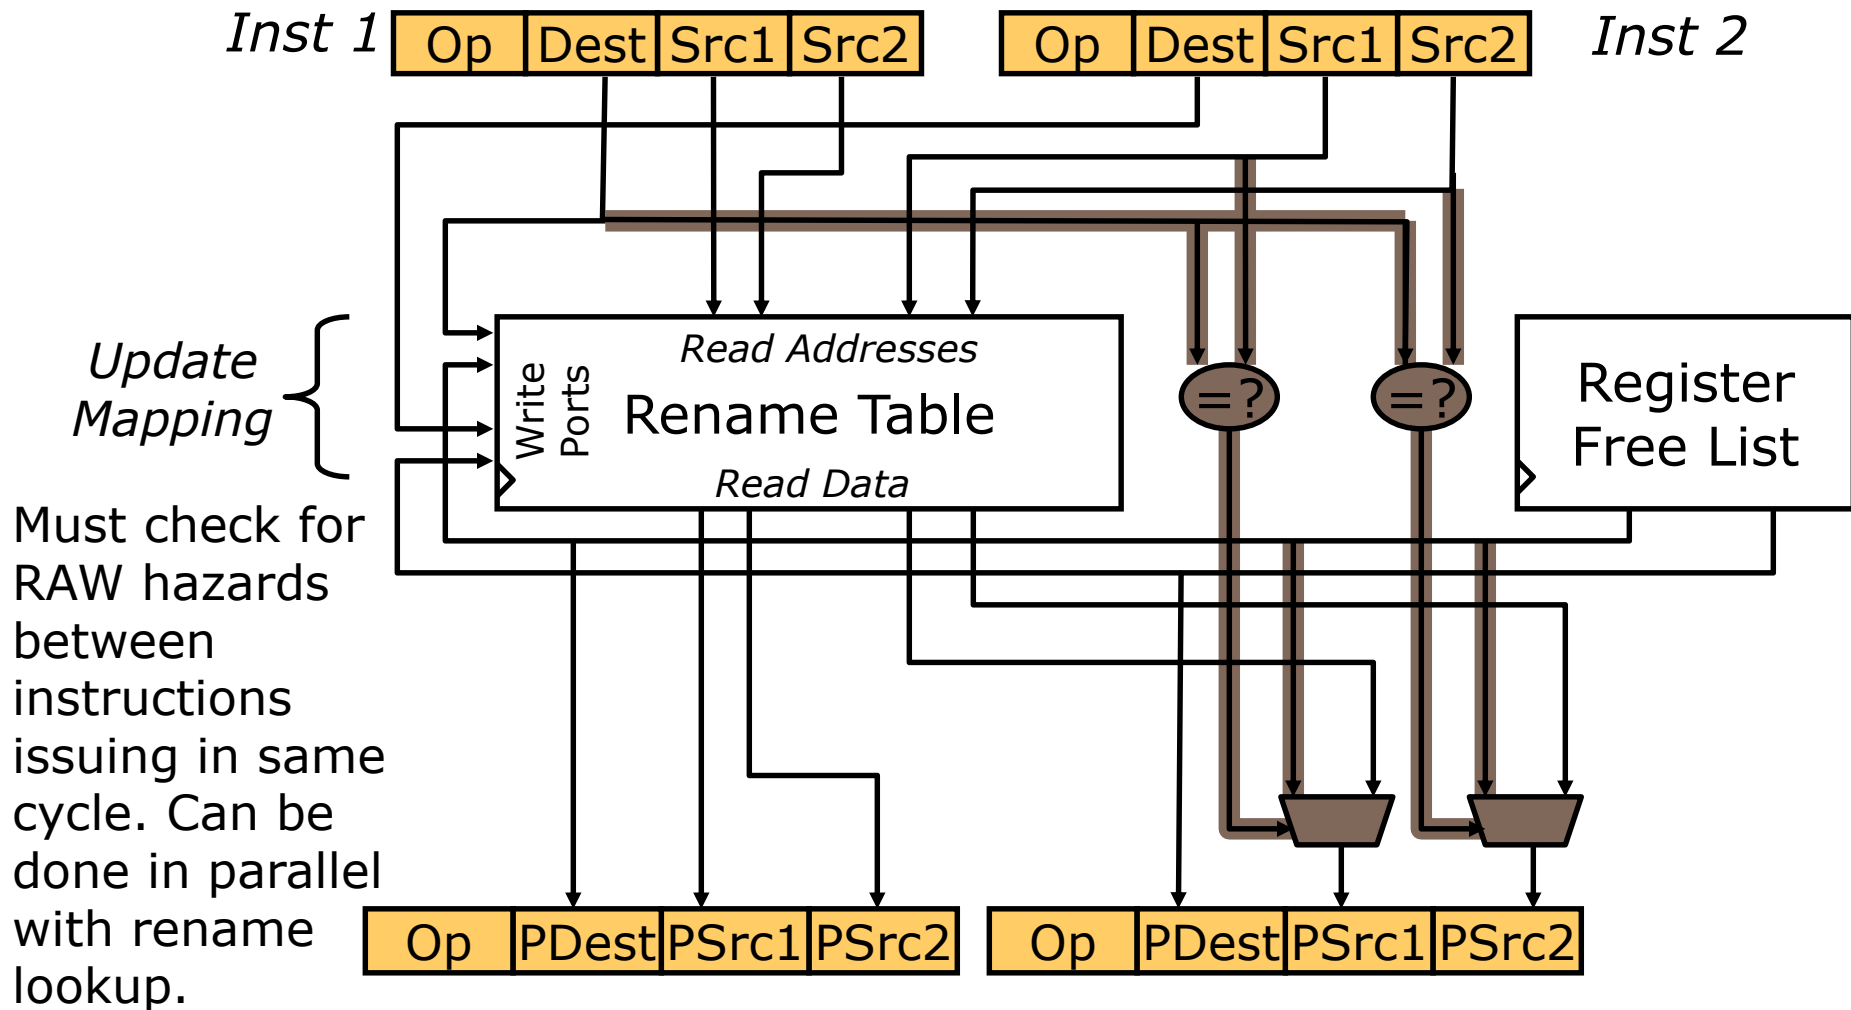 Inst 1
Op Dest Src1 Src2
Op Dest Src1 Src2
Inst 2
Update
Mapping
Write
Ports
Read Addresses
Rename Table
Read Data
=?
=?
Register
Free List
Must check for
RAW hazards
between
instructions
issuing in same
cycle. Can be
done in parallel
with rename
lookup.
Op PDest PSrc1 PSrc2
Op PDest PSrc1 PSrc2